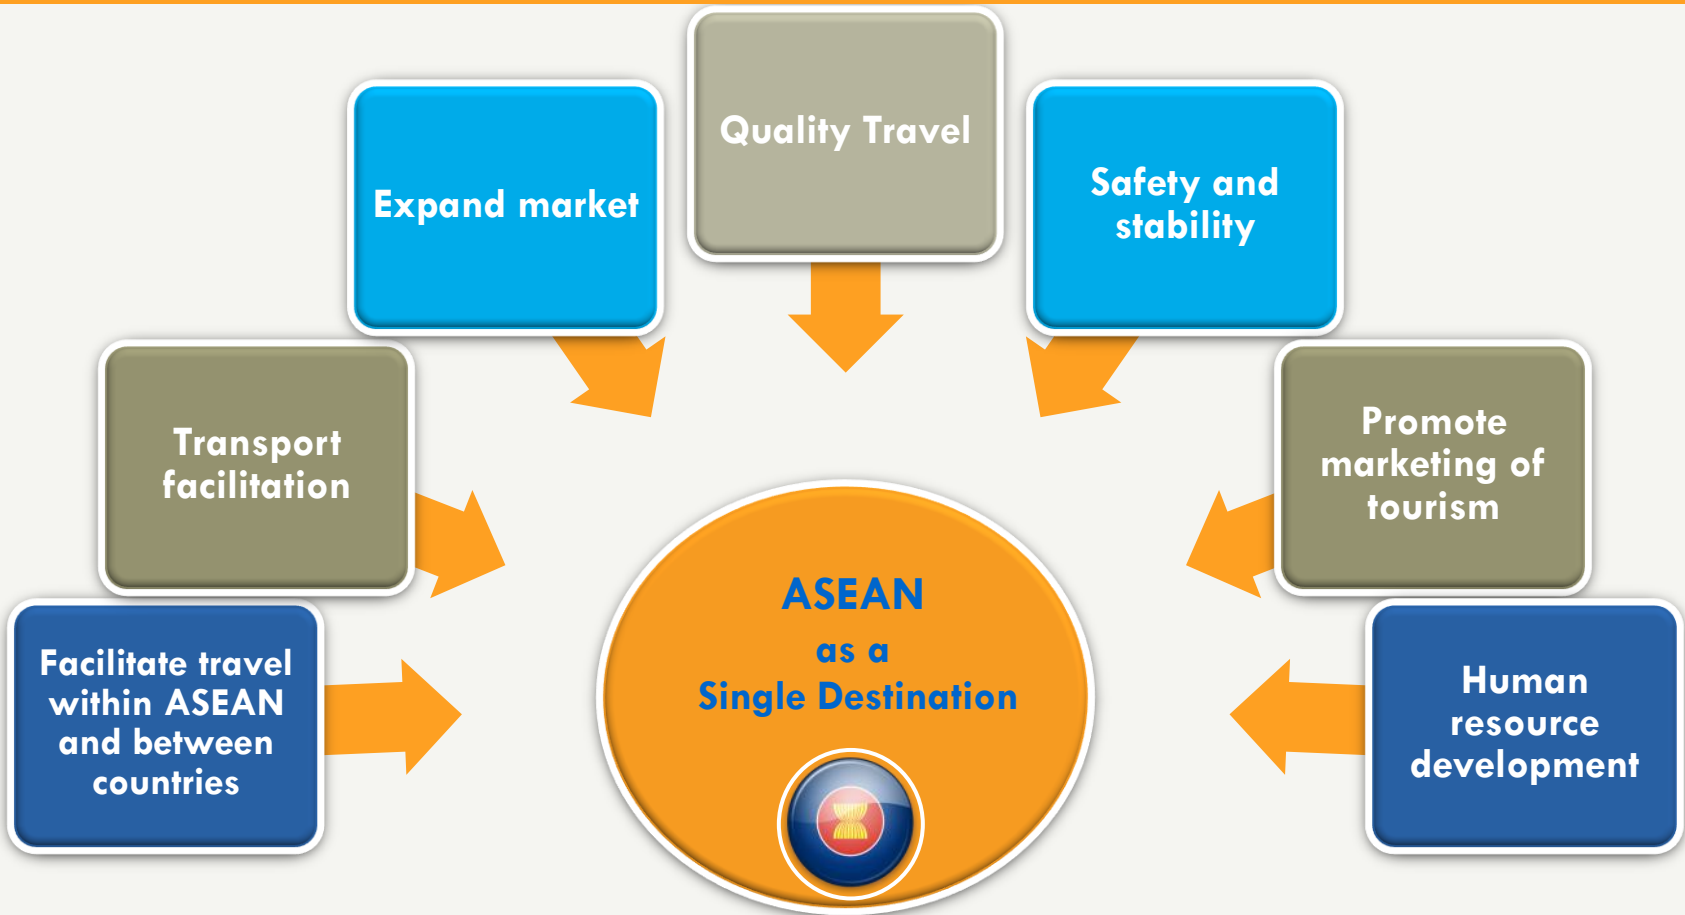 Quality Travel
Expand market
Safety and
stability
Transport
facilitation
Promote
marketing of
tourism
Facilitate travel
within ASEAN
and between
countries
ASEAN
as a
Single Destination
Human
resource
development